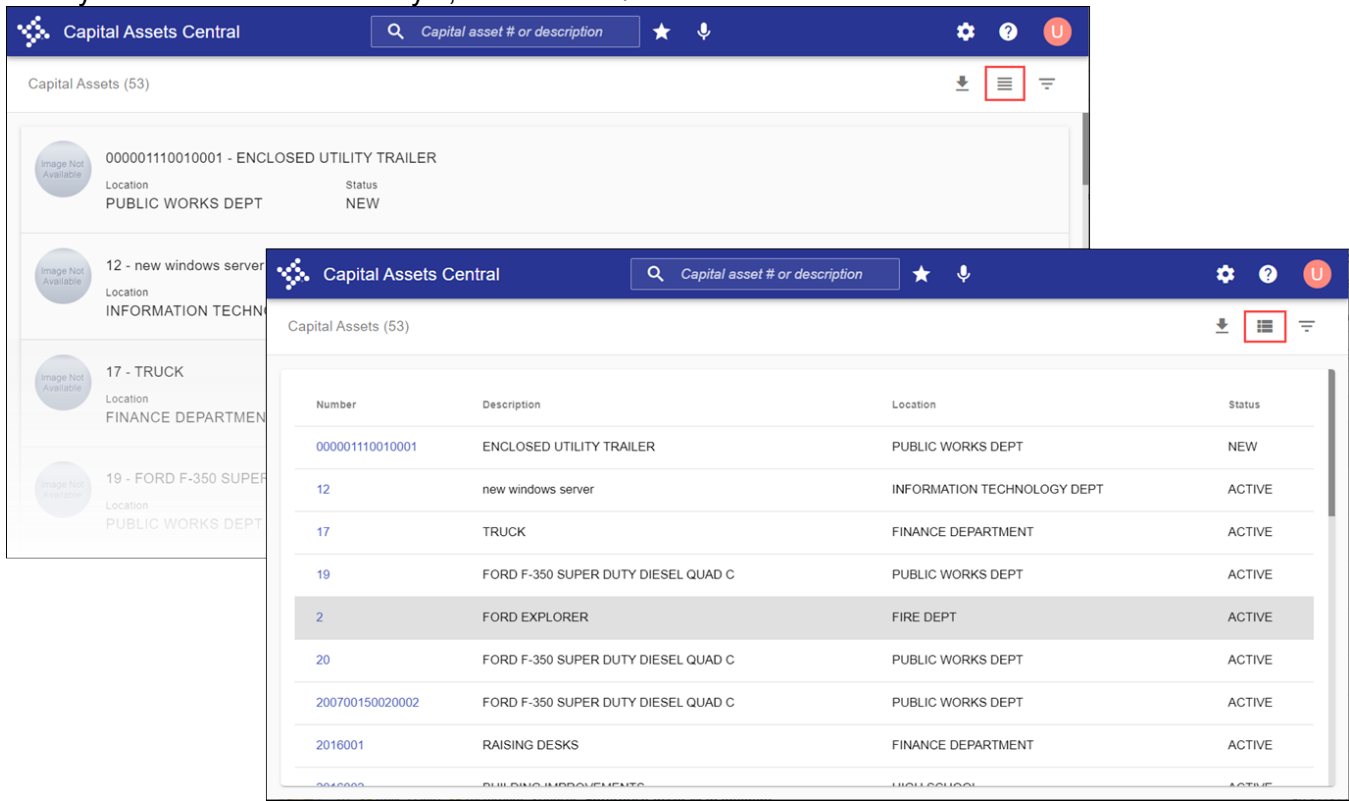 Capital Assets Central
Capital asset # or description
U
Capital Assets (53)
Image Not
Available
000001110010001 - ENCLOSED UTILITY TRAILER
Location Status
PUBLIC WORKS DEPT NEW
Image Not
Available
12 - new windows server
Location
INFORMATION TECHN
Image Not
Available
17 - TRUCK
Location
FINANCE DEPARTMEN
Image Not
Available
19 - FORD F-350 SUPER
Location
PUBLIC WORKS DEPT
Capital Assets Central
Capital asset # or description
U
Capital Assets (53)
Number Description Location Status
000001110010001 ENCLOSED UTILITY TRAILER PUBLIC WORKS DEPT NEW
12 new windows server INFORMATION TECHNOLOGY DEPT ACTIVE
17 TRUCK FINANCE DEPARTMENT ACTIVE
19 FORD F-350 SUPER DUTY DIESEL QUAD C PUBLIC WORKS DEPT ACTIVE
2 FORD EXPLORER FIRE DEPT ACTIVE
20 FORD F-350 SUPER DUTY DIESEL QUAD C PUBLIC WORKS DEPT ACTIVE
200700150020002 FORD F-350 SUPER DUTY DIESEL QUAD C PUBLIC WORKS DEPT ACTIVE
2016001 RAISING DESKS FINANCE DEPARTMENT ACTIVE
BUILDING IMPROVEMENTS HIGH SCHOOL ACTIVE